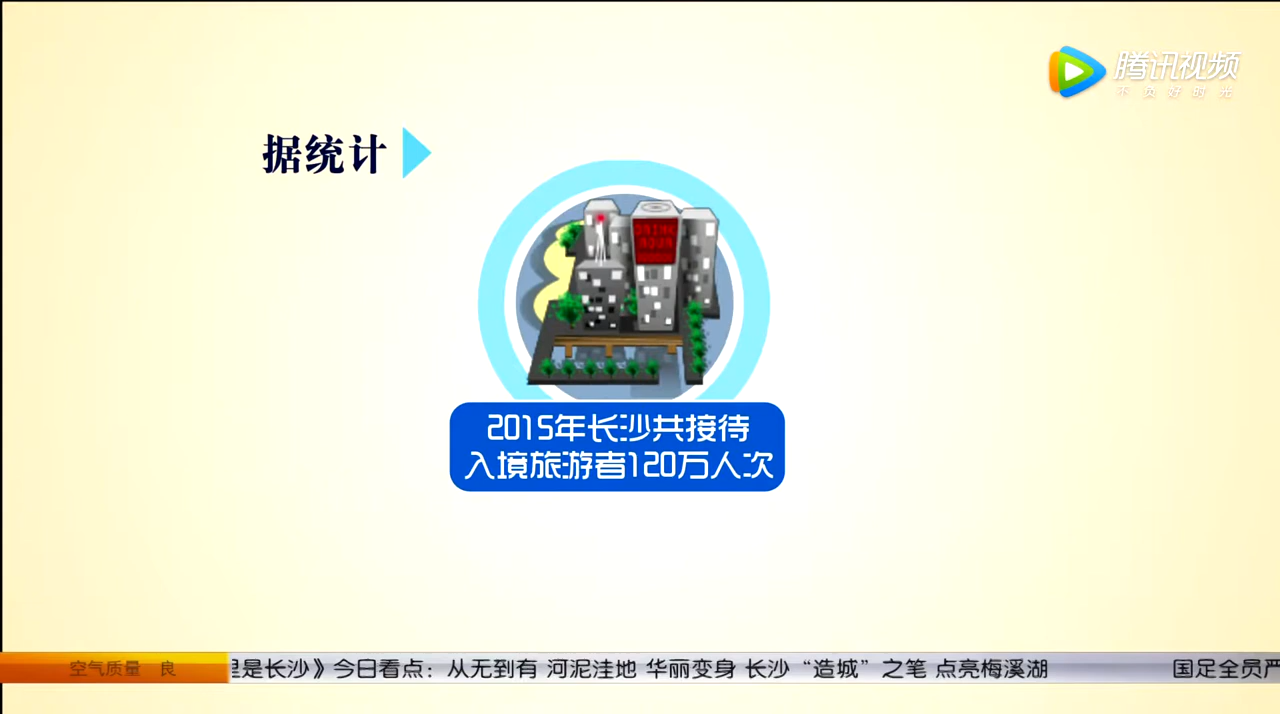 腾讯视频
不负好时光
据统计
2015年长沙共接待
入境旅游者120万人次
空气质量 良
里是长沙》今日看点：从无到有 河泥洼地 华丽变身 长沙“造城”之笔 点亮梅溪湖 国足全员严